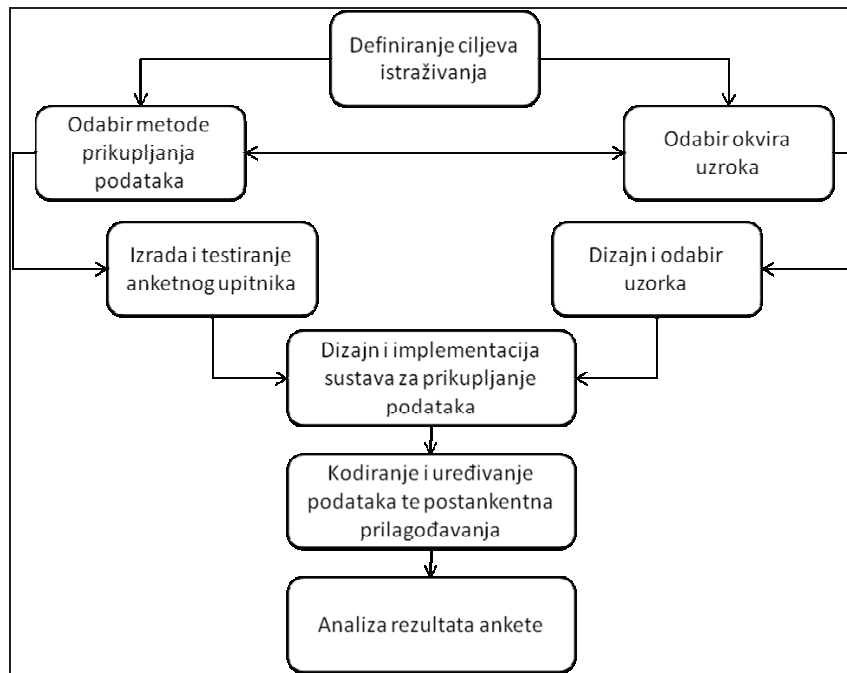 Definiranje ciljeva
istraživanja
Odabir metode
prikupljanja
podataka
Odabir okvira
uzroka
Izrada i testiranje
anketnog upitnika
Dizajn i odabir
uzorka
Dizajn i implementacija
sustava za prikupljanje
podataka
Kodiranje i uređivanje
podataka te postankentna
prilagođavanja
Analiza rezultata ankete